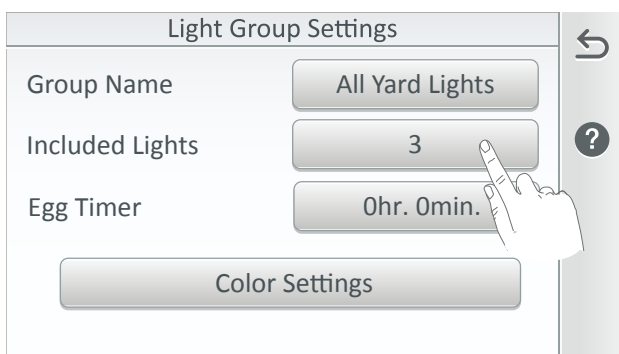 Light Group Settings
Group Name All Yard Lights
Included Lights 3
Egg Timer 0hr. 0min.
Color Settings
?